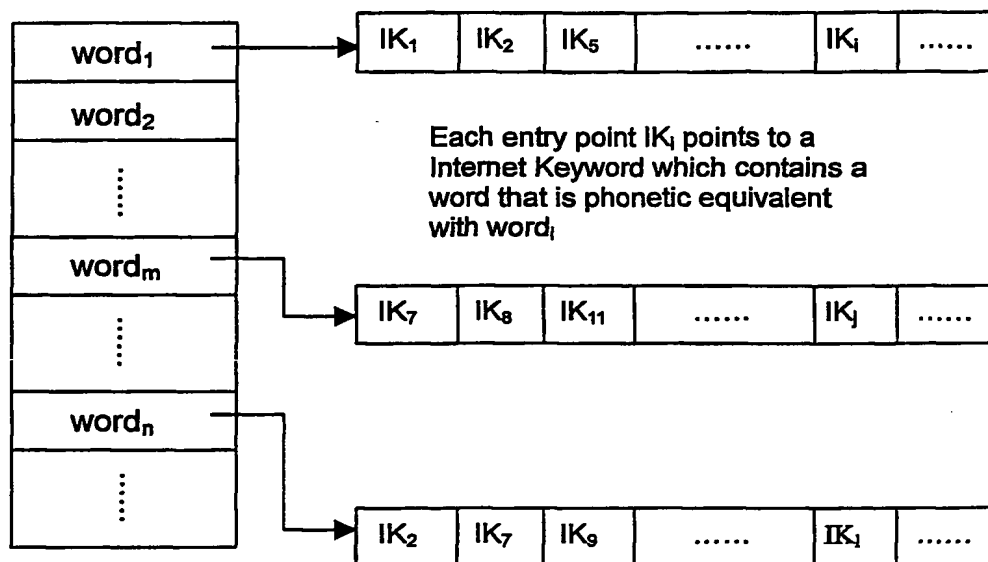 word₁
IK₁ IK₂ IK₅ ...... IKᵢ ......
word₂
......
Each entry point IKᵢ points to a
Internet Keyword which contains a
word that is phonetic equivalent
with wordᵢ
wordₘ
IK₇ IK₈ IK₁₁ ...... IKⱼ ......
......
wordₙ
......
IK₂ IK₇ IK₉ ...... IKₗ ......